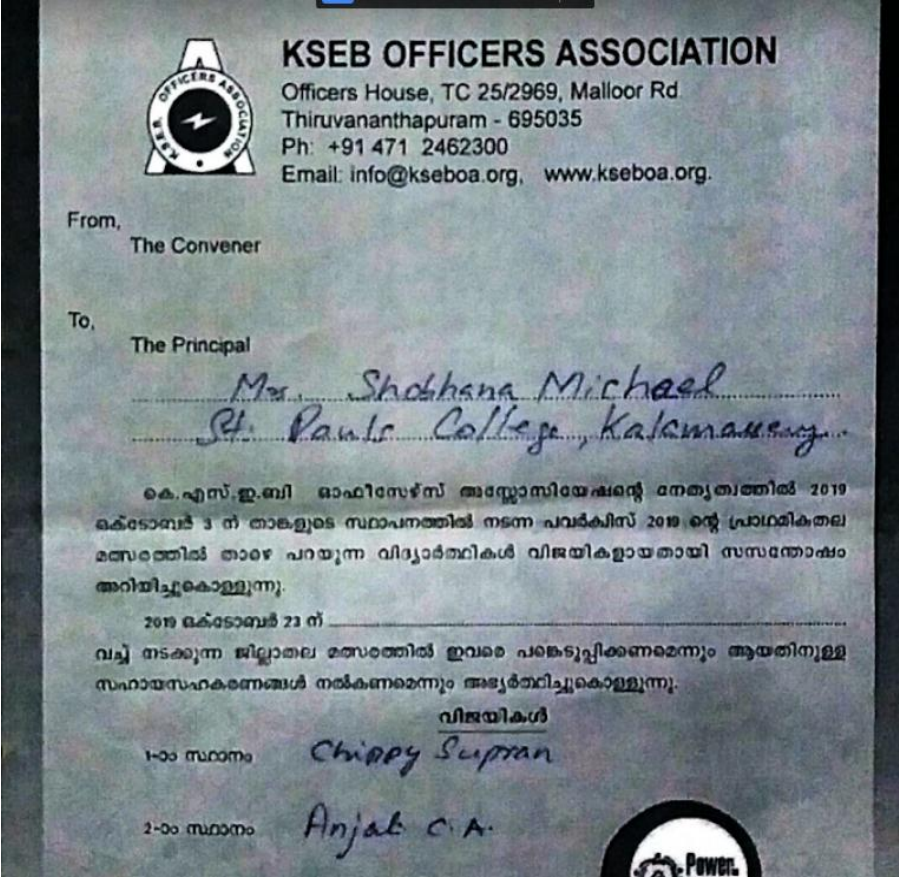 K.S.E.B. OFFICERS ASSOCIATION
KSEB OFFICERS ASSOCIATION
Officers House, TC 25/2969, Malloor Rd
Thiruvananthapuram - 695035
Ph: +91 471 2462300
Email: info@kseboa.org, www.kseboa.org.
From,
The Convener
To,
The Principal
Mrs. Shobhana Michael
St. Pauls College, Kalamassery
കെ.എസ്.ഇ.ബി ഓഫീസേഴ്സ് അസ്സോസിയേഷന്റെ നേതൃത്വത്തിൽ 2019
ഒക്ടോബർ 3 ന് താങ്കളുടെ സ്ഥാപനത്തിൽ നടന്ന പവർക്വിസ് 2019 ന്റെ പ്രാഥമികതല
മത്സരത്തിൽ താഴെ പറയുന്ന വിദ്യാർത്ഥികൾ വിജയികളായതായി സസന്തോഷം
അറിയിച്ചുകൊള്ളുന്നു.
2019 ഒക്ടോബർ 23 ന്
വച്ച് നടക്കുന്ന ജില്ലാതല മത്സരത്തിൽ ഇവരെ പങ്കെടുപ്പിക്കണമെന്നും ആയതിനുള്ള
സഹായസഹകരണങ്ങൾ നൽകണമെന്നും അഭ്യർത്ഥിച്ചുകൊള്ളുന്നു.
വിജയികൾ
1-ാം സ്ഥാനം Chippy Supran
2-ാം സ്ഥാനം Anjali C.A.
Power